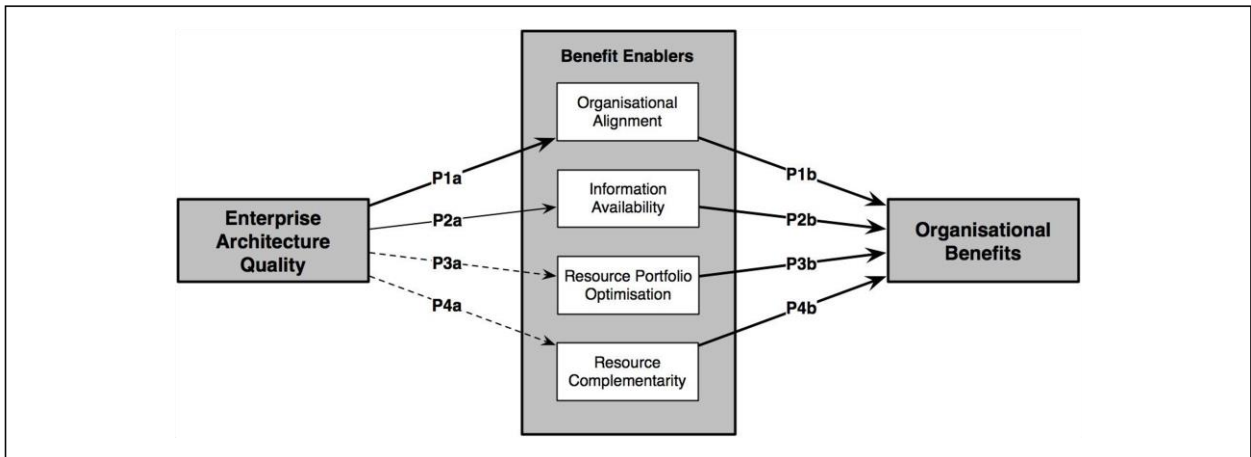 Benefit Enablers
Organisational
Alignment
P1a
P1b
Information
Availability
P2a
P2b
Enterprise
Architecture
Quality
Organisational
Benefits
P3a
P3b
Resource Portfolio
Optimisation
P4a
P4b
Resource
Complementarity